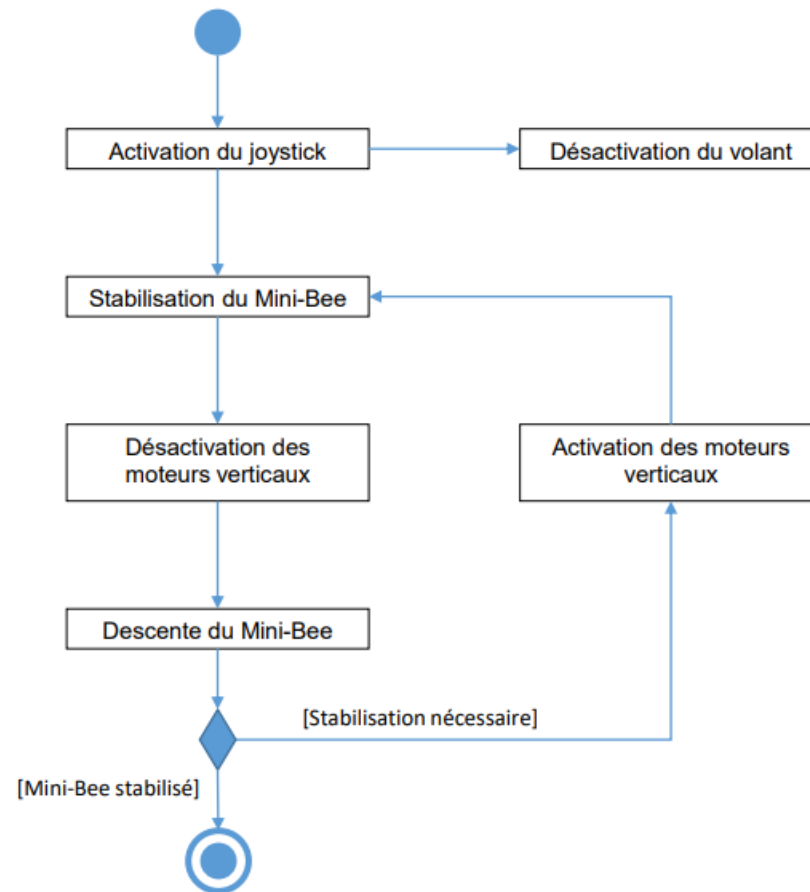 Activation du joystick
Désactivation du volant
Stabilisation du Mini-Bee
Désactivation des
moteurs verticaux
Activation des moteurs
verticaux
Descente du Mini-Bee
[Stabilisation nécessaire]
[Mini-Bee stabilisé]